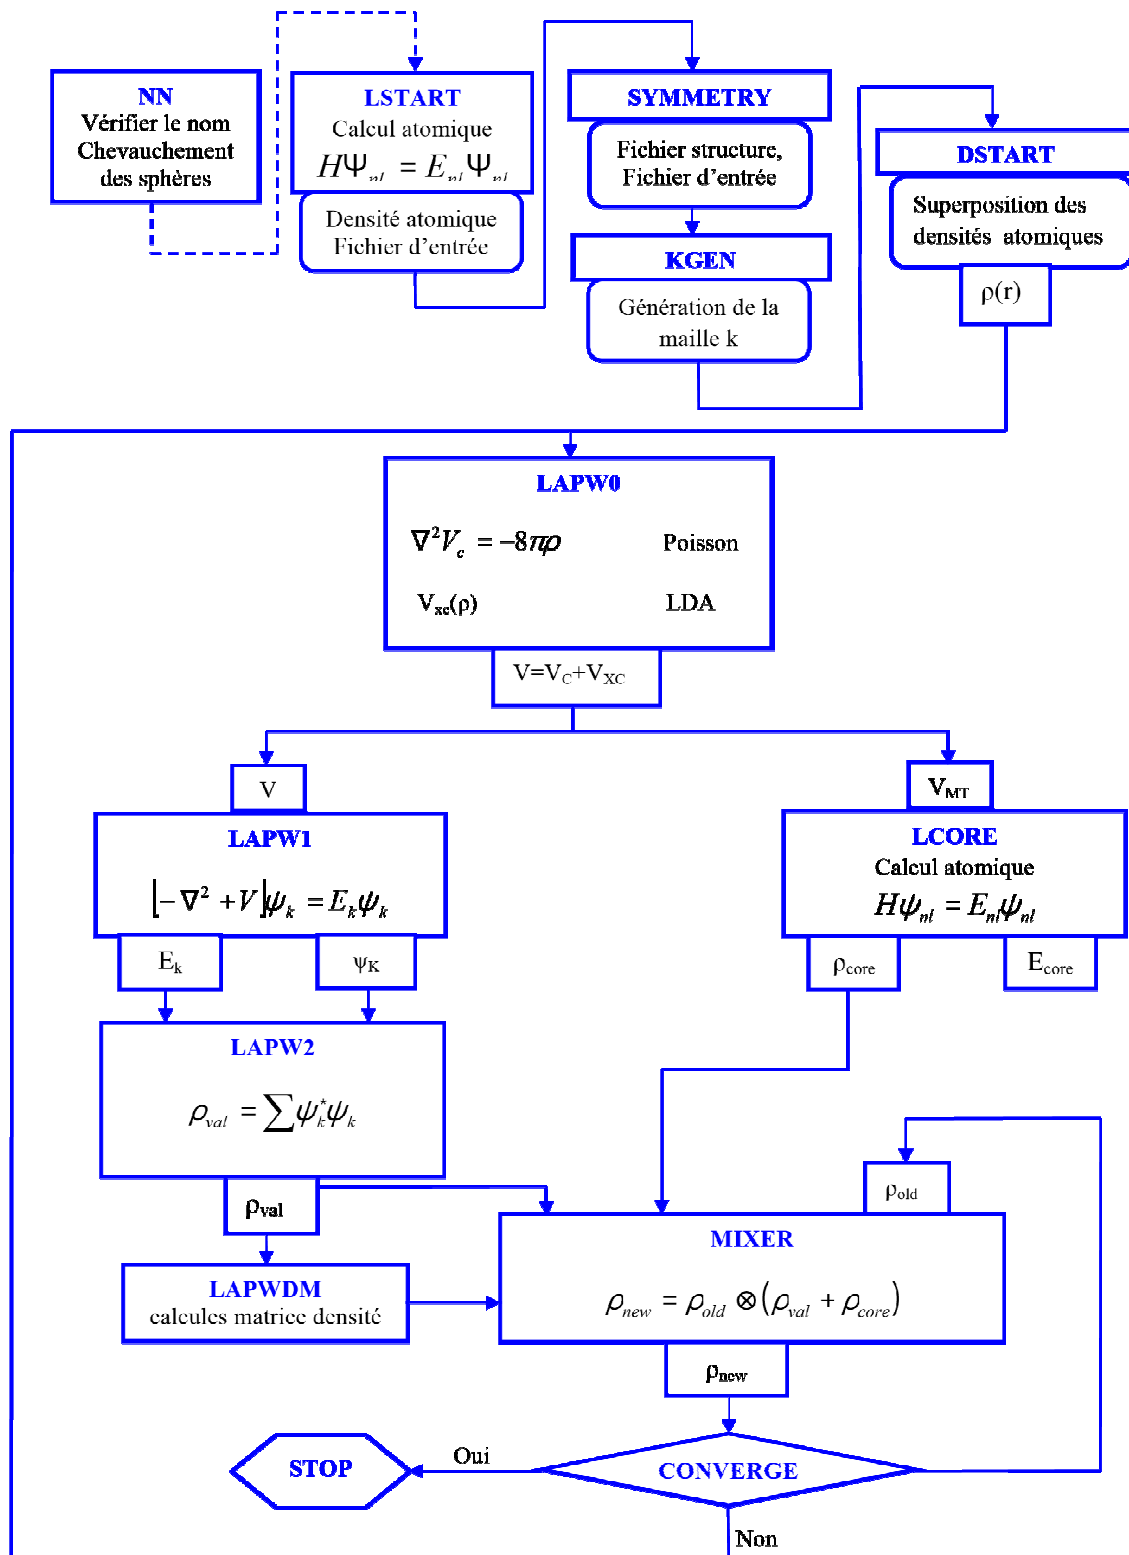 NN
Vérifier le nom
Chevauchement
des sphères
LSTART
Calcul atomique
HΨnl = EnlΨnl
Densité atomique
Fichier d'entrée
SYMMETRY
Fichier structure,
Fichier d'entrée
KGEN
Génération de la
maille k
DSTART
Superposition des
densités atomiques
ρ(r)
LAPW0
∇²Vc = −8πρ Poisson
Vxc(ρ) LDA
V=VC+VXC
V
LAPW1
[−∇² +V]ψk = Ekψk
Ek
ψK
VMT
LCORE
Calcul atomique
Hψnl = Enlψnl
ρcore
Ecore
LAPW2
ρval = ∑ψk*ψk
ρval
LAPWDM
calcules matrice densité
ρold
MIXER
ρnew = ρold ⊗(ρval + ρcore)
ρnew
CONVERGE
Oui
STOP
Non